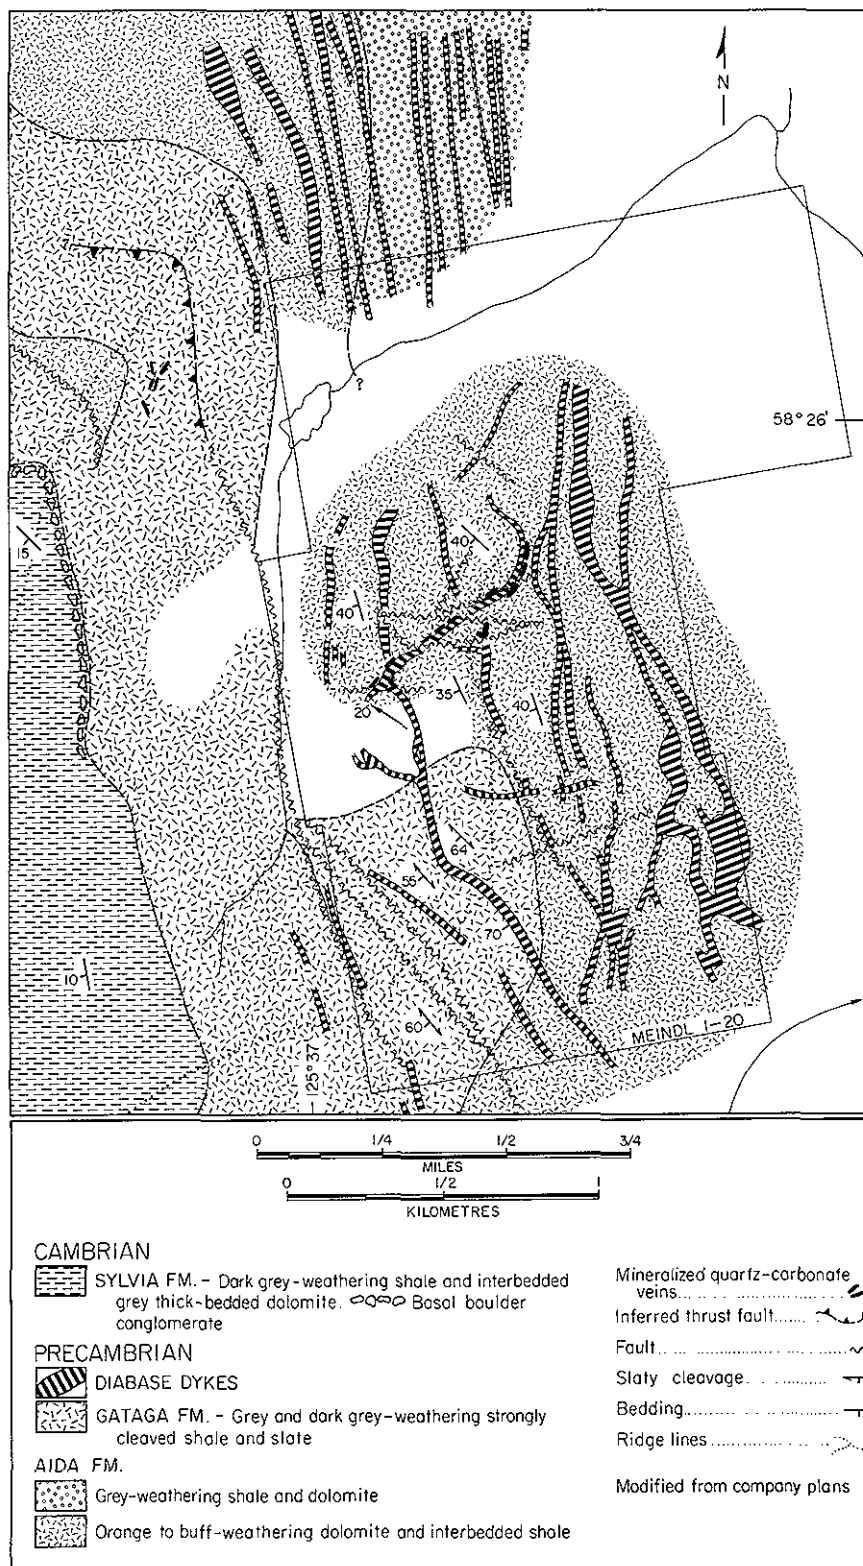 N
58° 26'
15
40
40
35
20
40
64
55
70
10
60
MEINDL 1-20
125° 37'
0 1/4 1/2 3/4
MILES
0 1/2 1
KILOMETRES
CAMBRIAN
SYLVIA FM. - Dark grey-weathering shale and interbedded
grey thick-bedded dolomite. Basal boulder
conglomerate
PRECAMBRIAN
DIABASE DYKES
GATAGA FM. - Grey and dark grey-weathering strongly
cleaved shale and slate
AIDA FM.
Grey-weathering shale and dolomite
Orange to buff-weathering dolomite and interbedded shale
Mineralized quartz-carbonate
veins
Inferred thrust fault
Fault
Slaty cleavage
Bedding
Ridge lines
Modified from company plans
?